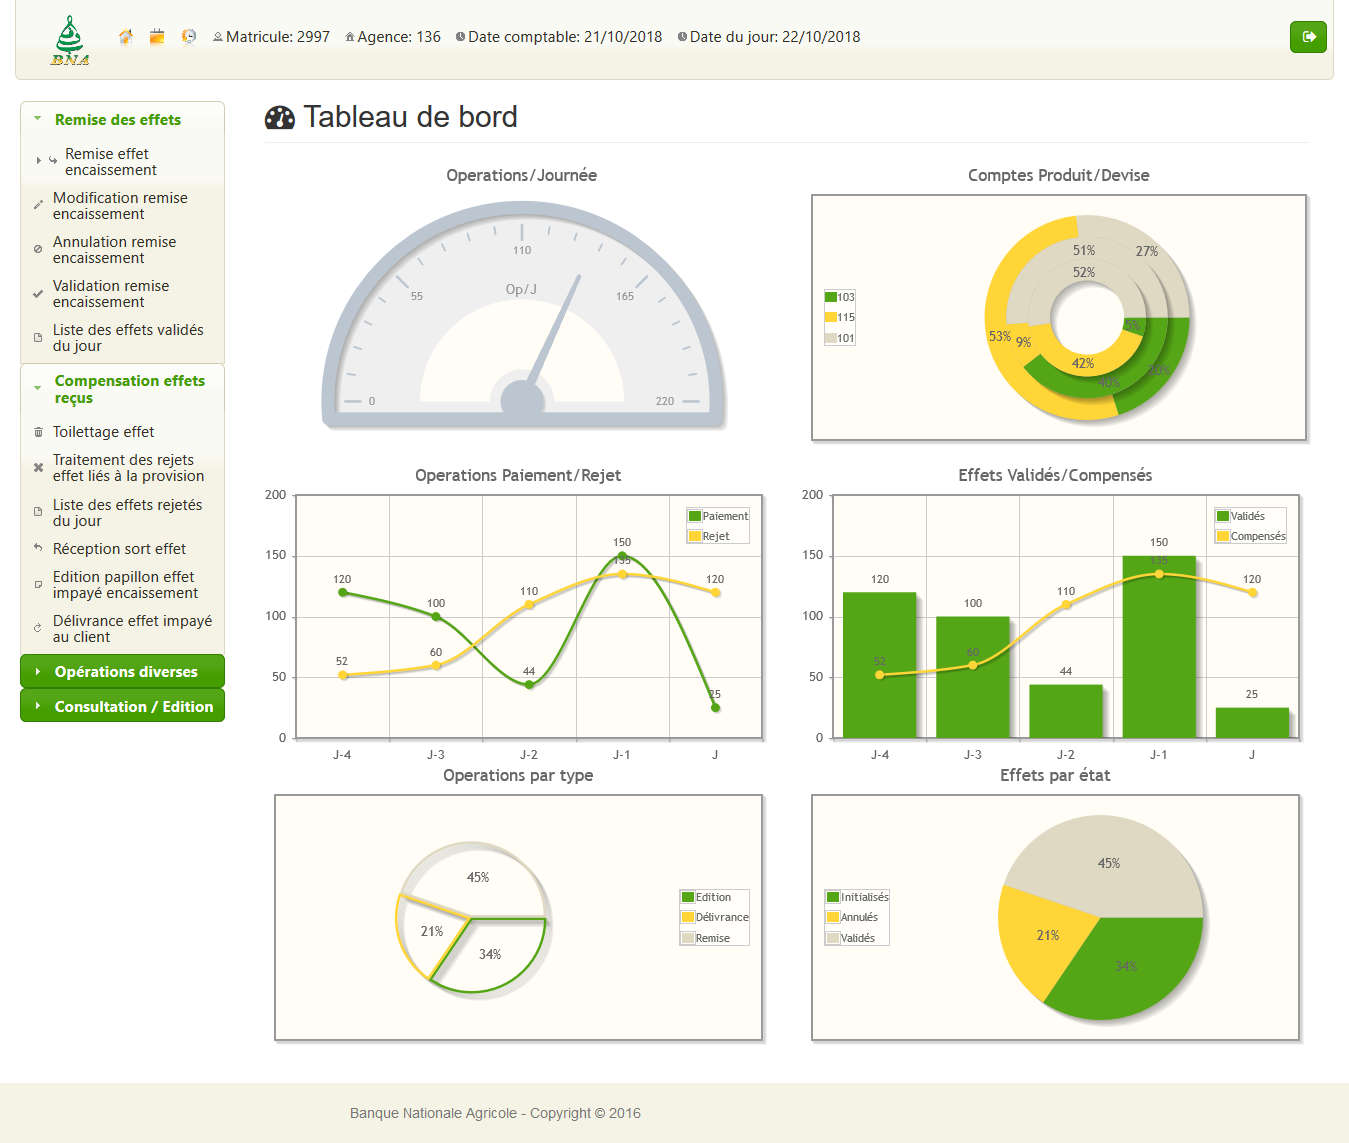 BNA
Matricule: 2997 Agence: 136 Date comptable: 21/10/2018 Date du jour: 22/10/2018
Remise des effets
Remise effet
encaissement
Modification remise
encaissement
Annulation remise
encaissement
Validation remise
encaissement
Liste des effets validés
du jour
Compensation effets
reçus
Toilettage effet
Traitement des rejets
effet liés à la provision
Liste des effets rejetés
du jour
Réception sort effet
Edition papillon effet
impayé encaissement
Délivrance effet impayé
au client
Opérations diverses
Consultation / Edition
Tableau de bord
Operations/Journée
0
55
110
165
220
Op/J
Comptes Produit/Devise
103
115
101
51%
27%
52%
53%
9%
5%
42%
40%
20%
Operations Paiement/Rejet
200
150
100
50
0
Paiement
Rejet
120
100
44
150
25
52
60
110
135
120
J-4 J-3 J-2 J-1 J
Effets Validés/Compensés
200
150
100
50
0
Validés
Compensés
120
100
44
150
25
52
60
110
135
120
J-4 J-3 J-2 J-1 J
Operations par type
45%
21%
34%
Edition
Délivrance
Remise
Effets par état
Initialisés
Annulés
Validés
45%
21%
34%
Banque Nationale Agricole - Copyright © 2016